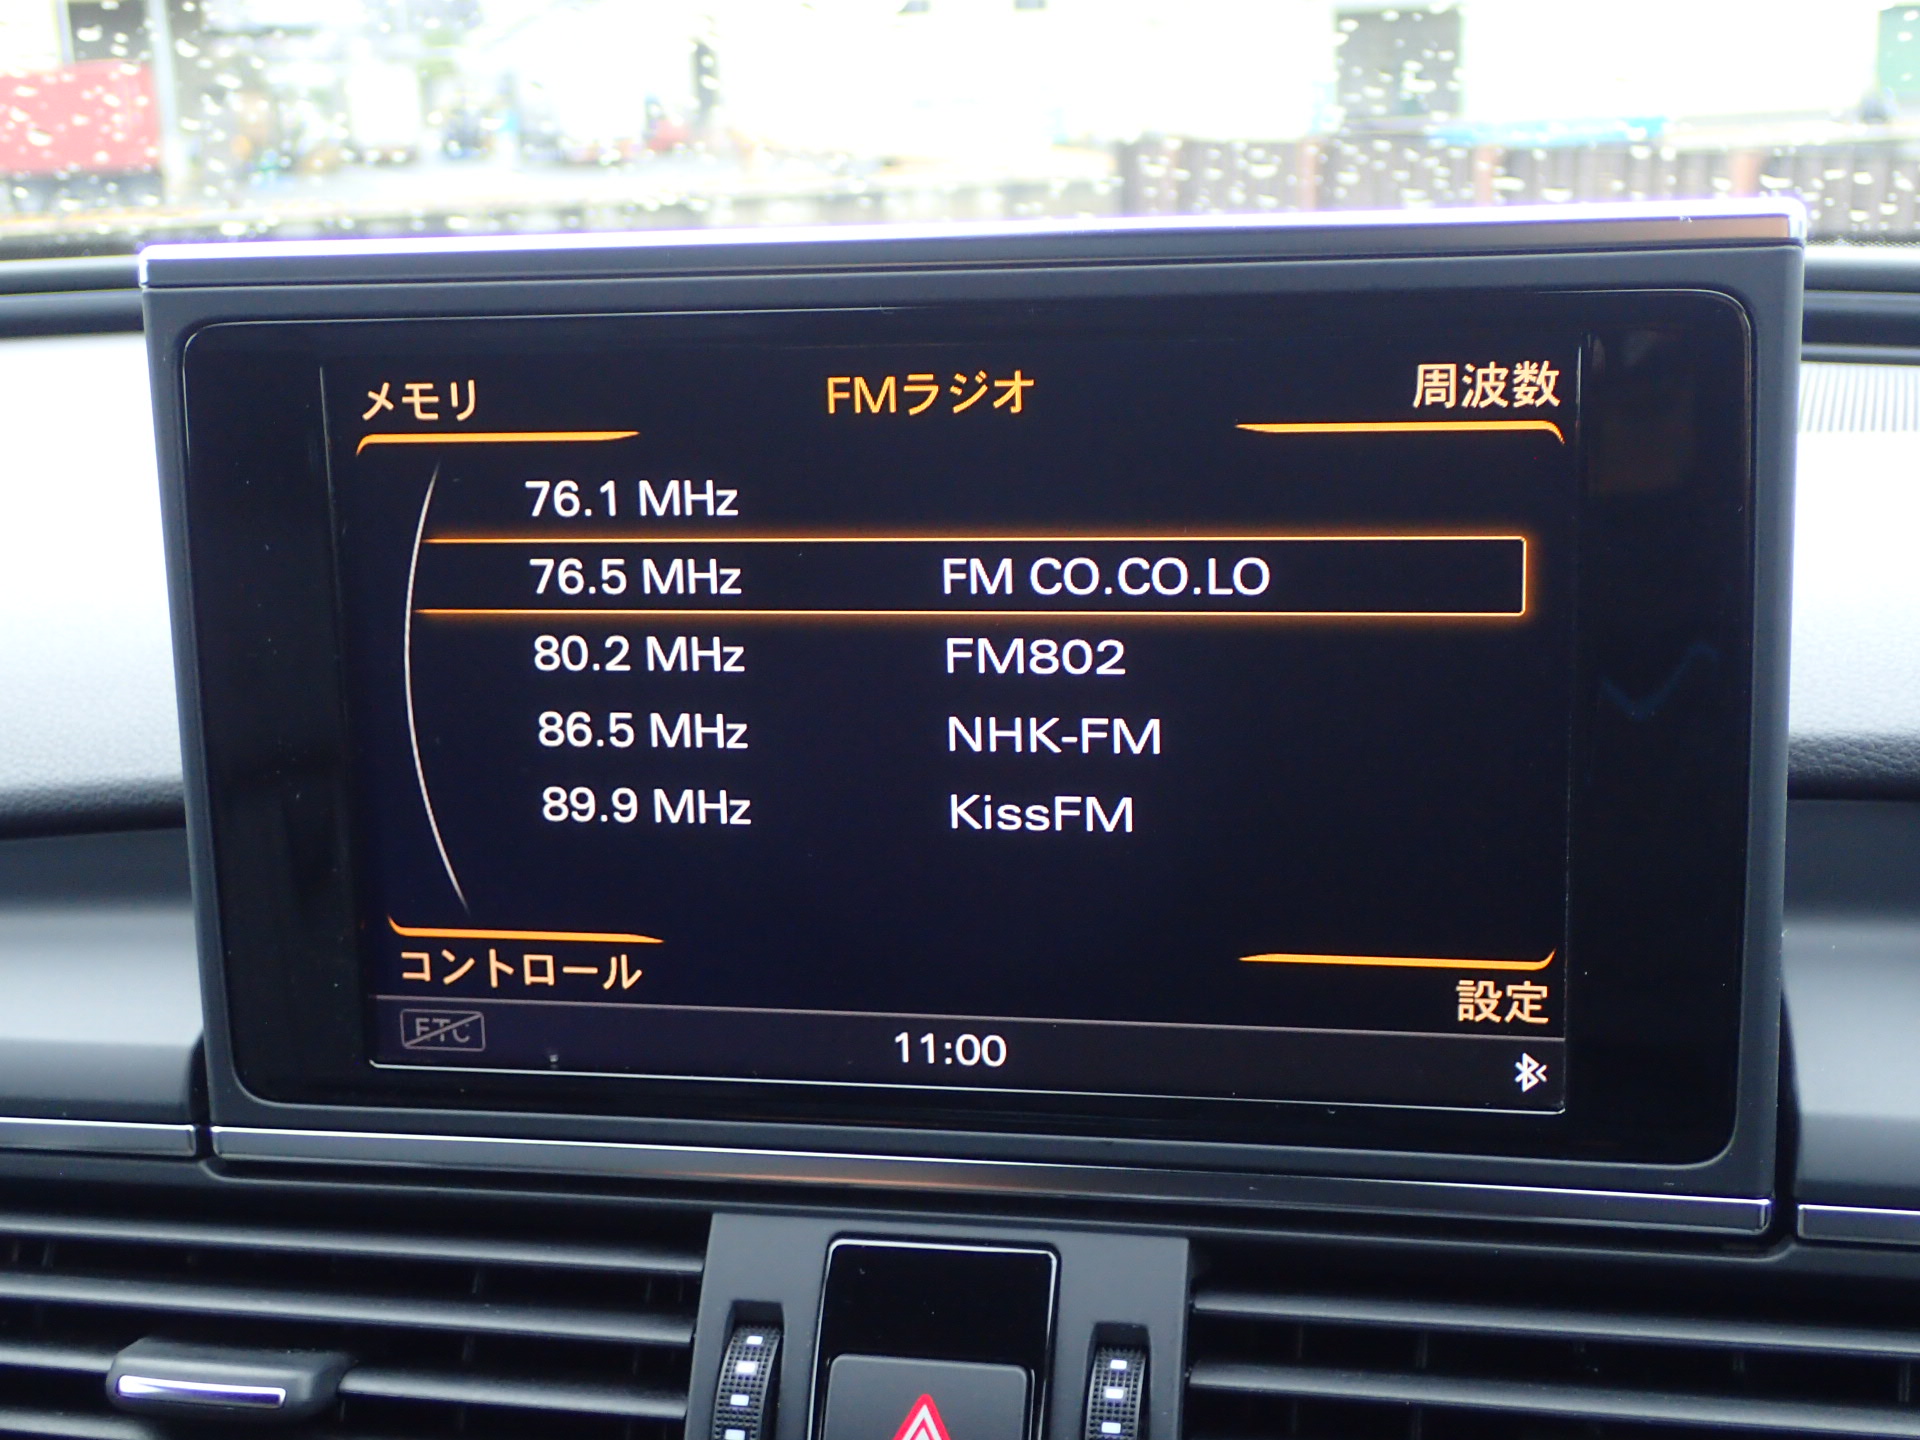 メモリ
FMラジオ
周波数
76.1 MHz
76.5 MHz FM CO.CO.LO
80.2 MHz FM802
86.5 MHz NHK-FM
89.9 MHz KissFM
コントロール
設定
ETC
11:00